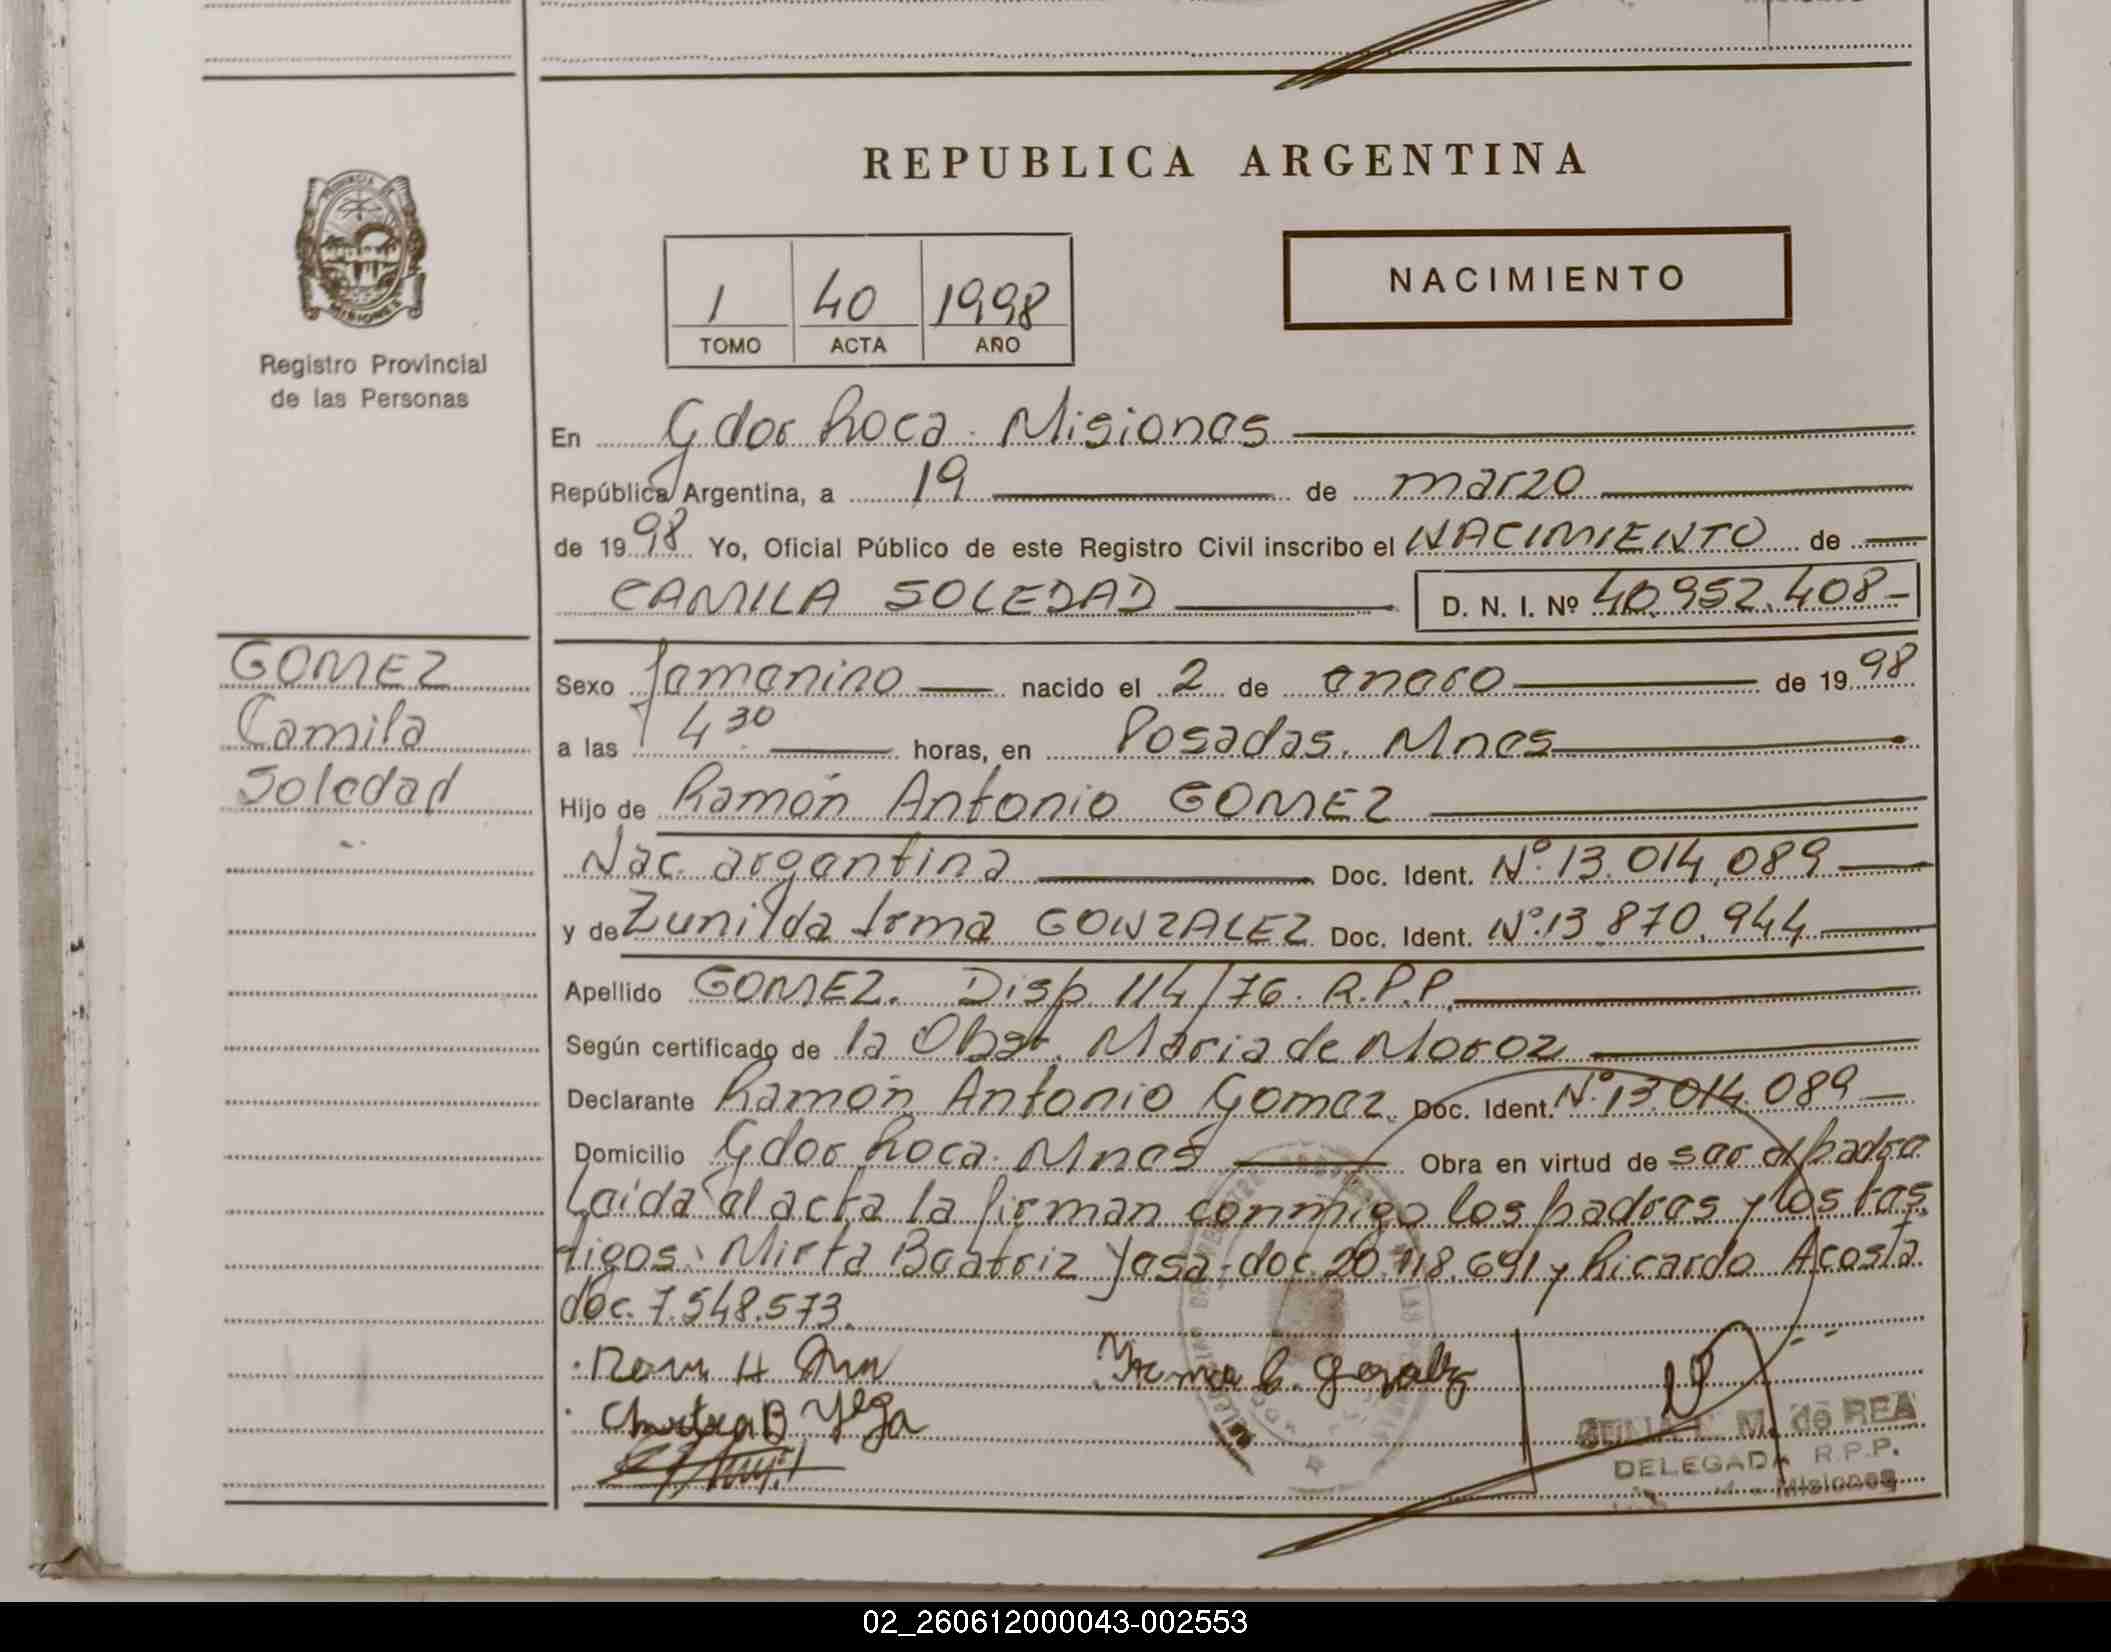 REPUBLICA ARGENTINA
PROVINCIA DE
MISIONES
Registro Provincial
de las Personas
1 40 1998
TOMO ACTA AÑO
NACIMIENTO
En Gdor Roca. Misiones
República Argentina, a 19 de marzo
de 1998 Yo, Oficial Público de este Registro Civil inscribo el NACIMIENTO de
CAMILA SOLEDAD D. N. I. Nº 40.952.408-
GOMEZ
Camila
Soledad
Sexo femenino nacido el 2 de enero de 1998
a las 4 30 horas, en Posadas. Mnes
Hijo de Ramón Antonio GOMEZ
Nac. argentina Doc. Ident. Nº 13.014.089
y de Zunilda Irma GONZALEZ Doc. Ident. Nº 13.870.944
Apellido GOMEZ. Disp 114/76. R.P.P.
Según certificado de la Obst. Maria de Moroz
Declarante Ramón Antonio Gomez. Doc. Ident. Nº 13.014.089
Domicilio Gdor Roca. Mnes Obra en virtud de ser el padre
Leida el acta la firman conmigo los padres y los tes
tigos: Mirta Beatriz Yasa-doc. 20.118.691 y Ricardo Acosta
doc. 7.548.573.
M. de REA
DELEGADA R.P.P.
Misiones
02_260612000043-002553